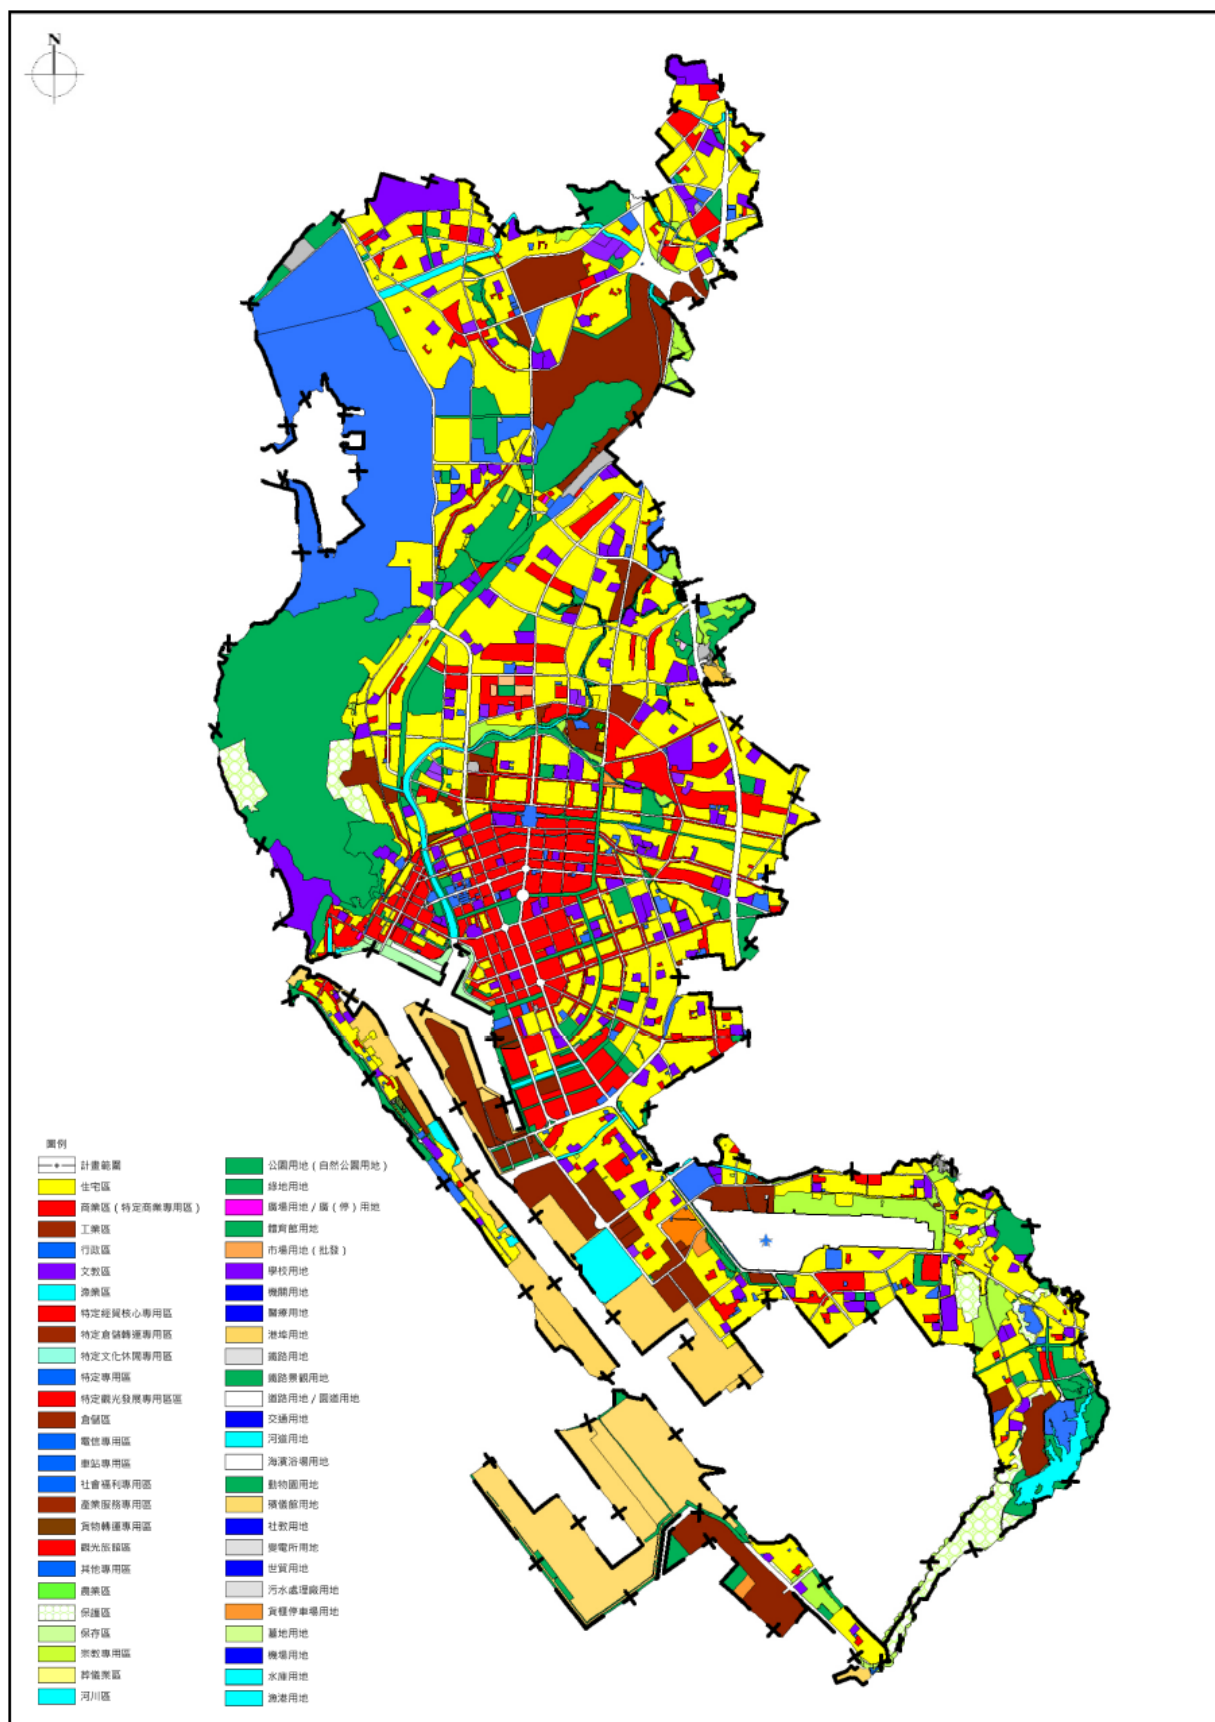 N
圖例
計畫範圍
住宅區
商業區（特定商業專用區）
工業區
行政區
文教區
漁業區
特定經貿核心專用區
特定倉儲轉運專用區
特定文化休閒專用區
特定專用區
特定觀光發展專用區區
倉儲區
電信專用區
車站專用區
社會福利專用區
產業服務專用區
貨物轉運專用區
觀光旅館區
其他專用區
農業區
保護區
保存區
宗教專用區
葬儀業區
河川區
公園用地（自然公園用地）
綠地用地
廣場用地／廣（停）用地
體育館用地
市場用地（批發）
學校用地
機關用地
醫療用地
港埠用地
鐵路用地
鐵路景觀用地
道路用地／園道用地
交通用地
河道用地
海濱浴場用地
動物園用地
殯儀館用地
社教用地
變電所用地
世貿用地
污水處理廠用地
貨櫃停車場用地
墓地用地
機場用地
水庫用地
漁港用地